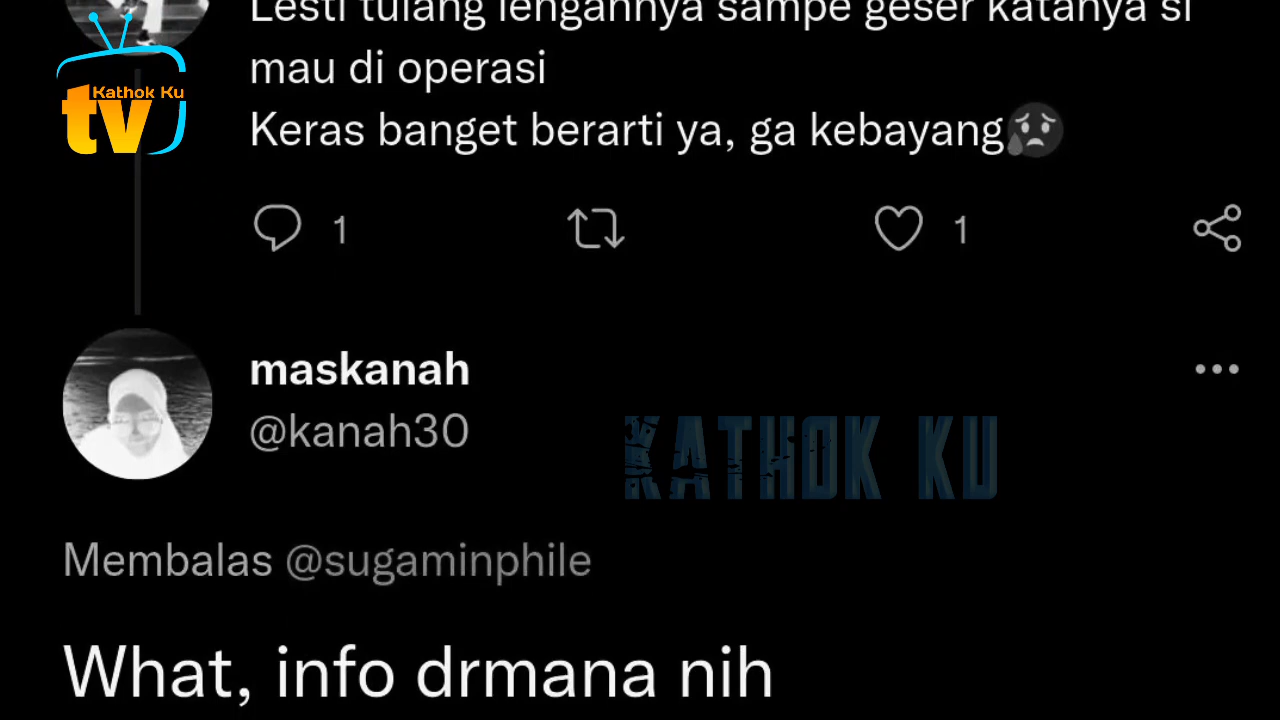 Lesti tulang lengannya sampe geser katanya si
mau di operasi
Keras banget berarti ya, ga kebayang😥
Kathok Ku
tv
1
1
maskanah
@kanah30
KATHOK KU
Membalas @sugaminphile
What, info drmana nih